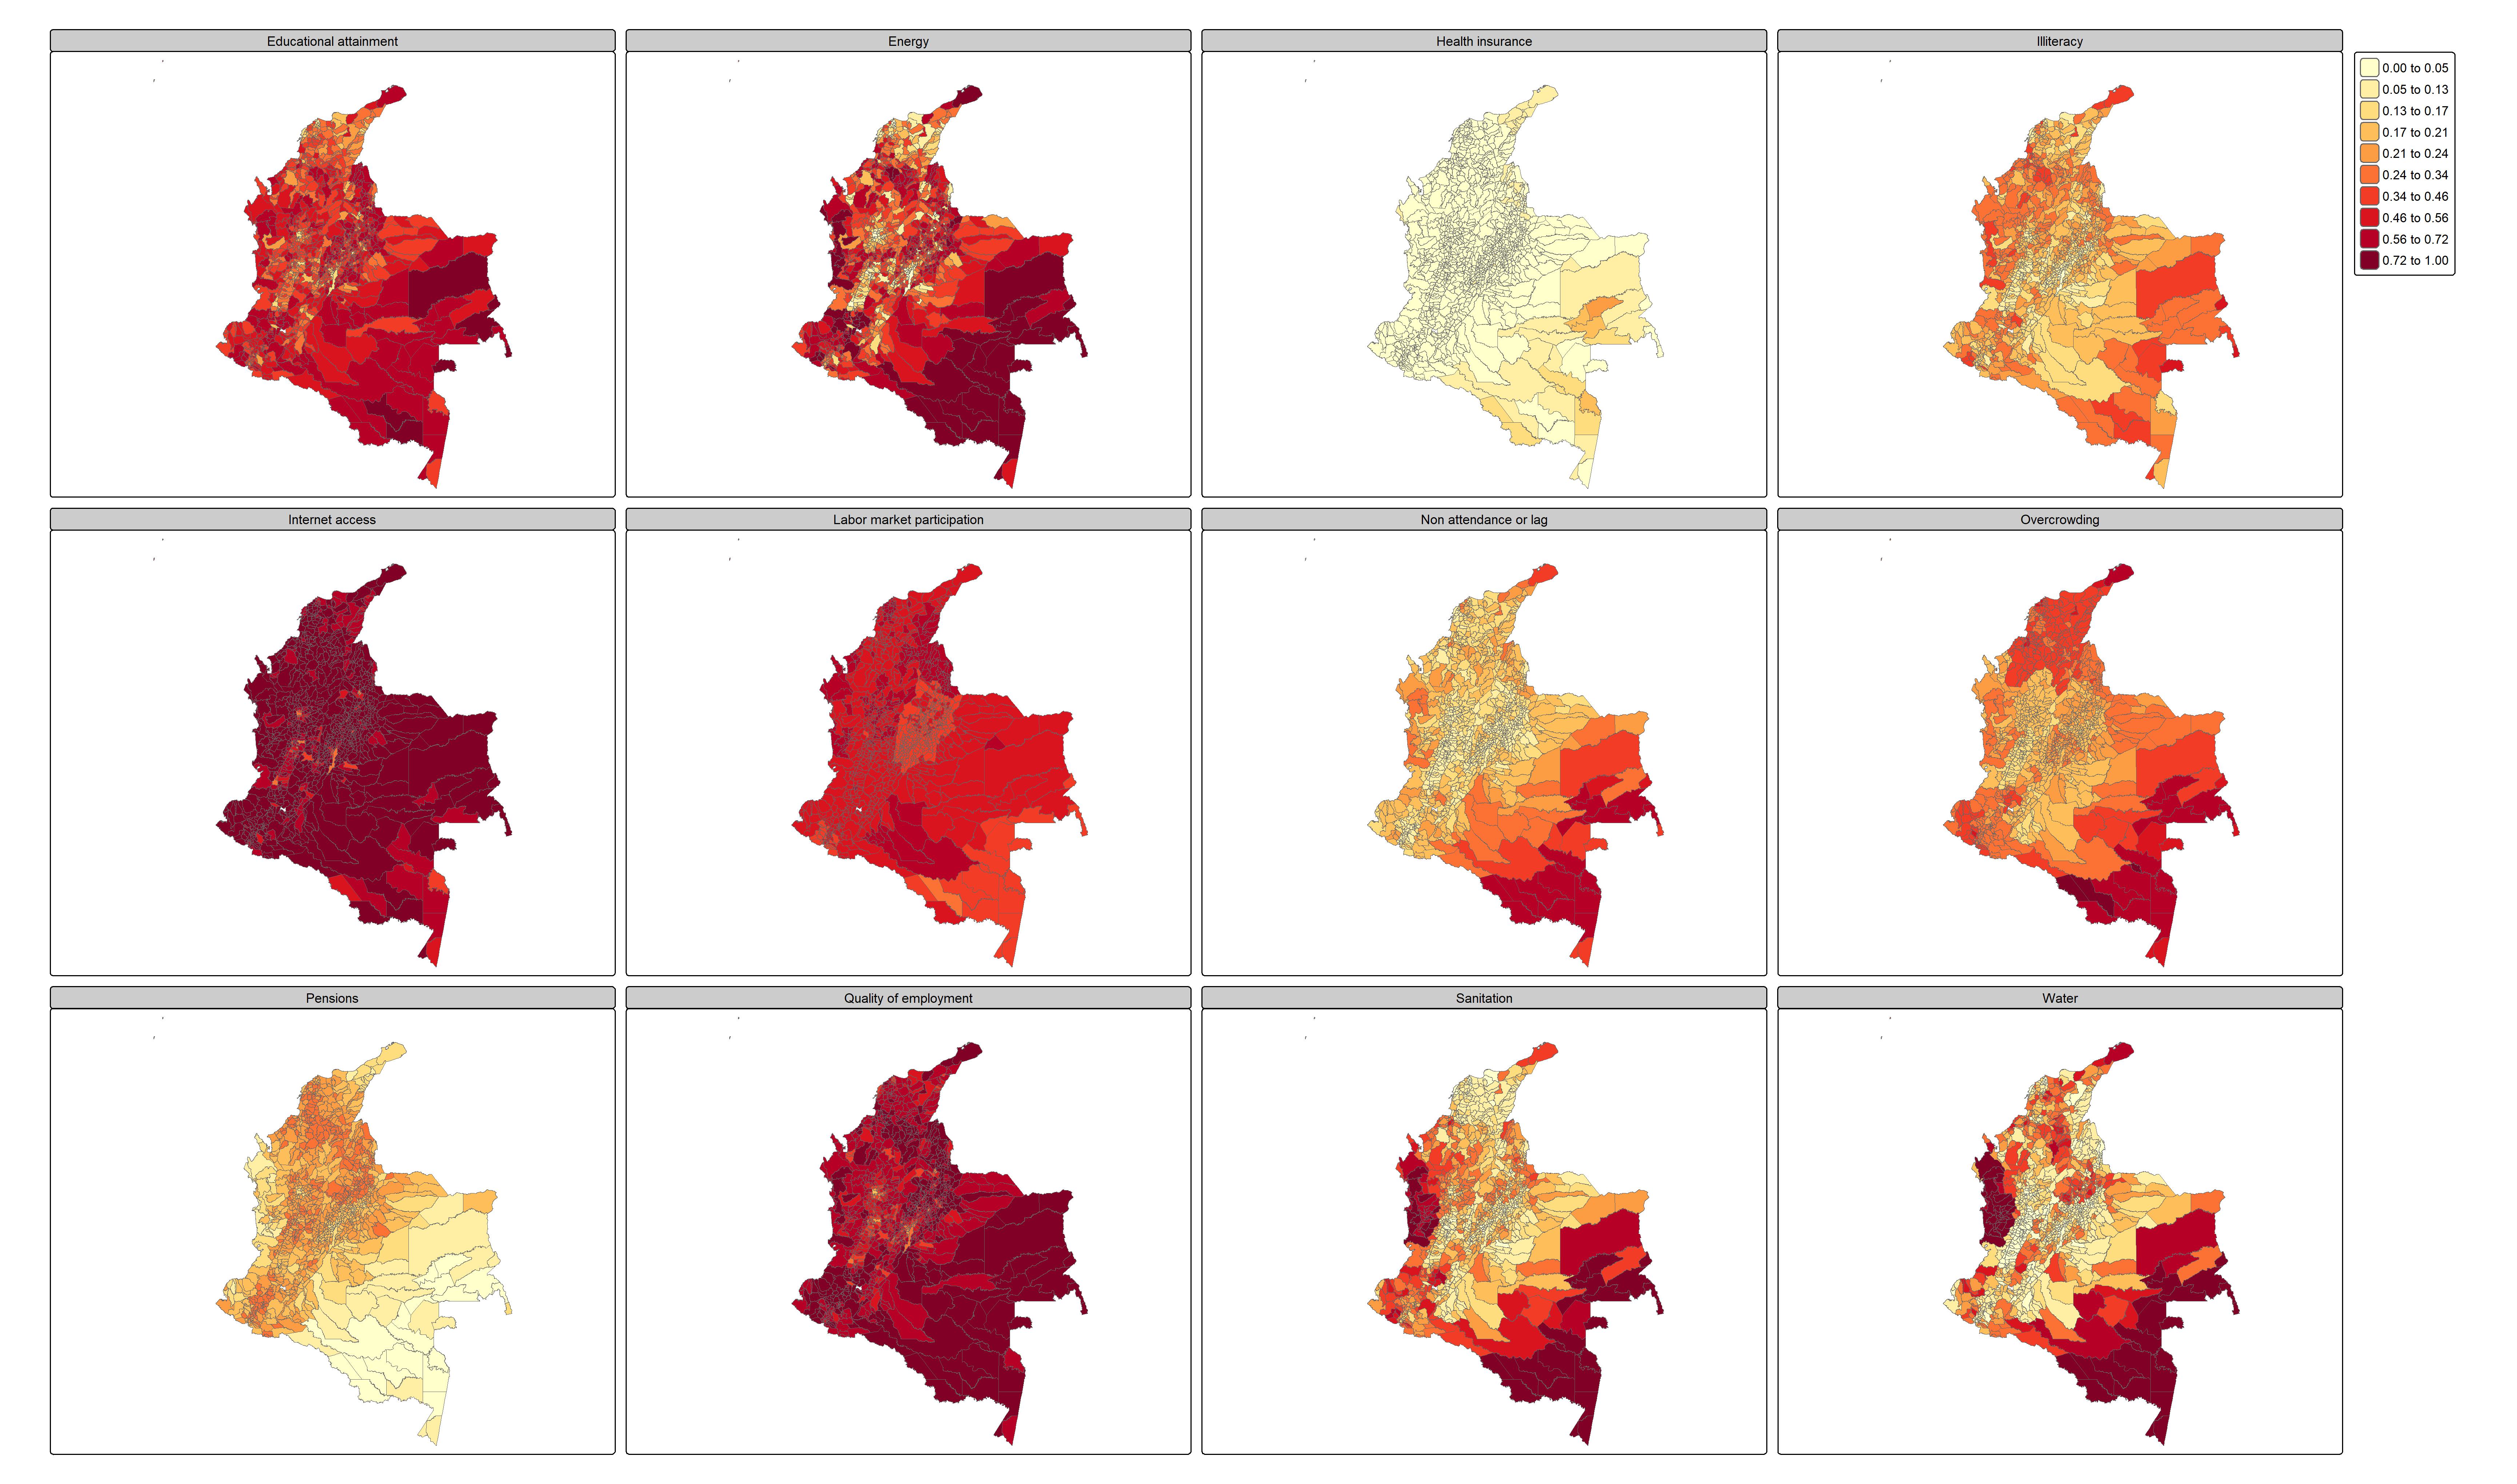 Educational attainment
Energy
Health insurance
Illiteracy
0.00 to 0.05
0.05 to 0.13
0.13 to 0.17
0.17 to 0.21
0.21 to 0.24
0.24 to 0.34
0.34 to 0.46
0.46 to 0.56
0.56 to 0.72
0.72 to 1.00
Internet access
Labor market participation
Non attendance or lag
Overcrowding
Pensions
Quality of employment
Sanitation
Water